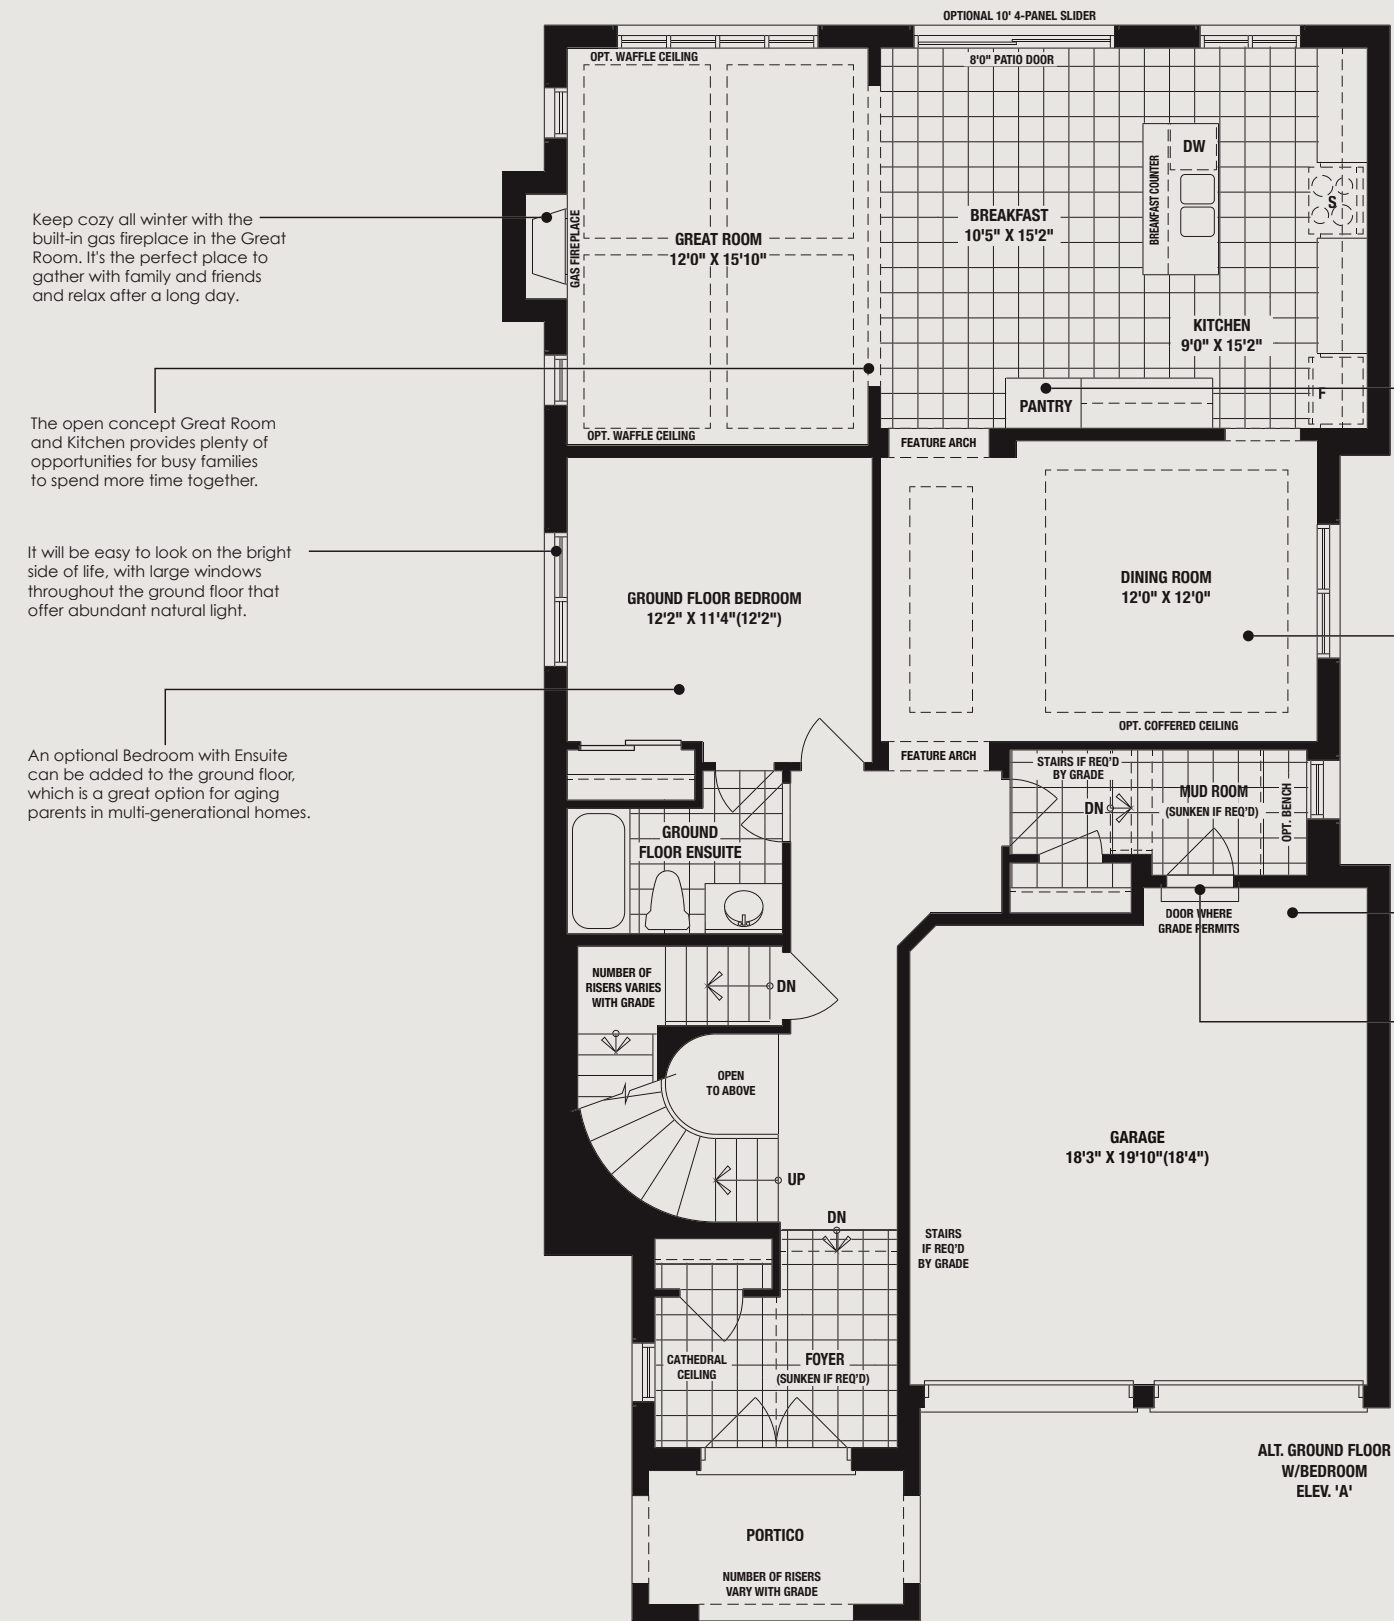 OPTIONAL 10' 4-PANEL SLIDER
OPT. WAFFLE CEILING
8'0" PATIO DOOR
DW
BREAKFAST COUNTER
S
BREAKFAST
10'5" X 15'2"
GAS FIREPLACE
GREAT ROOM
12'0" X 15'10"
KITCHEN
9'0" X 15'2"
F
PANTRY
OPT. WAFFLE CEILING
FEATURE ARCH
Keep cozy all winter with the
built-in gas fireplace in the Great
Room. It's the perfect place to
gather with family and friends
and relax after a long day.
The open concept Great Room
and Kitchen provides plenty of
opportunities for busy families
to spend more time together.
It will be easy to look on the bright
side of life, with large windows
throughout the ground floor that
offer abundant natural light.
An optional Bedroom with Ensuite
can be added to the ground floor,
which is a great option for aging
parents in multi-generational homes.
GROUND FLOOR BEDROOM
12'2" X 11'4"(12'2")
DINING ROOM
12'0" X 12'0"
OPT. COFFERED CEILING
FEATURE ARCH
STAIRS IF REQ'D
BY GRADE
DN
MUD ROOM
(SUNKEN IF REQ'D)
OPT. BENCH
GROUND
FLOOR ENSUITE
DOOR WHERE
GRADE PERMITS
NUMBER OF
RISERS VARIES
WITH GRADE
DN
OPEN
TO ABOVE
UP
GARAGE
18'3" X 19'10"(18'4")
DN
STAIRS
IF REQ'D
BY GRADE
CATHEDRAL
CEILING
FOYER
(SUNKEN IF REQ'D)
ALT. GROUND FLOOR
W/BEDROOM
ELEV. 'A'
PORTICO
NUMBER OF RISERS
VARY WITH GRADE